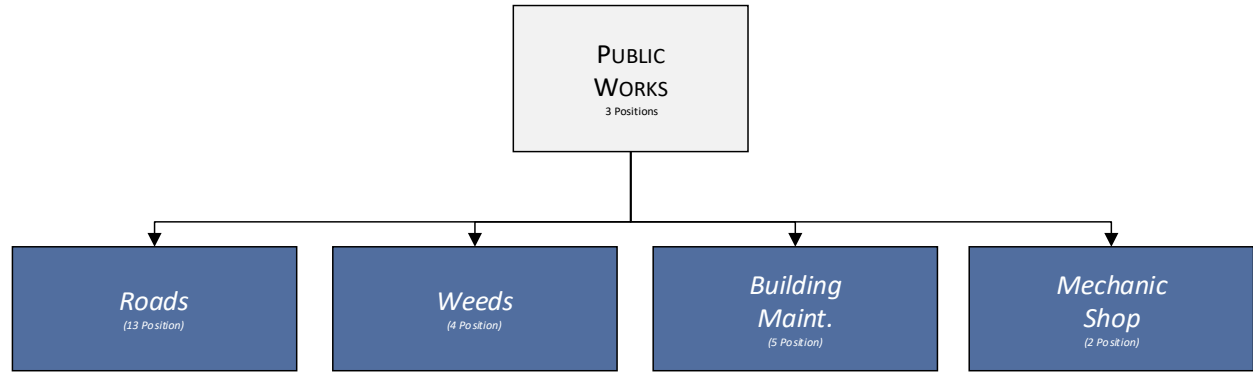 PUBLIC
WORKS
3 Positions
Roads
(13 Position)
Weeds
(4 Position)
Building
Maint.
(5 Position)
Mechanic
Shop
(2 Position)